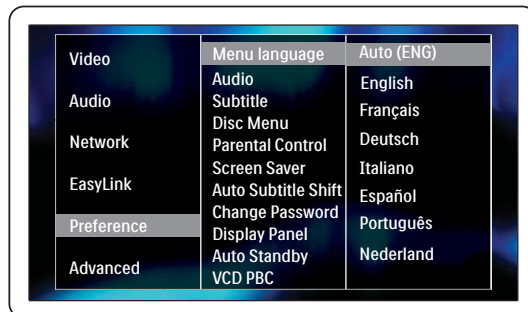 Video
Audio
Network
EasyLink
Preference
Advanced
Menu language
Audio
Subtitle
Disc Menu
Parental Control
Screen Saver
Auto Subtitle Shift
Change Password
Display Panel
Auto Standby
VCD PBC
Auto (ENG)
English
Français
Deutsch
Italiano
Español
Português
Nederland